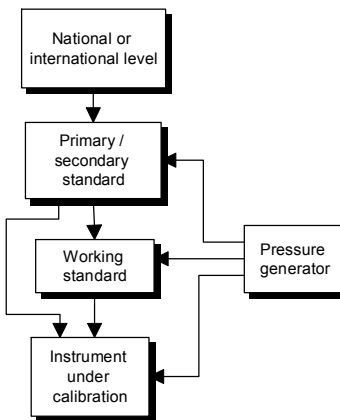 National or
international level
Primary /
secondary
standard
Working
standard
Pressure
generator
Instrument
under
calibration